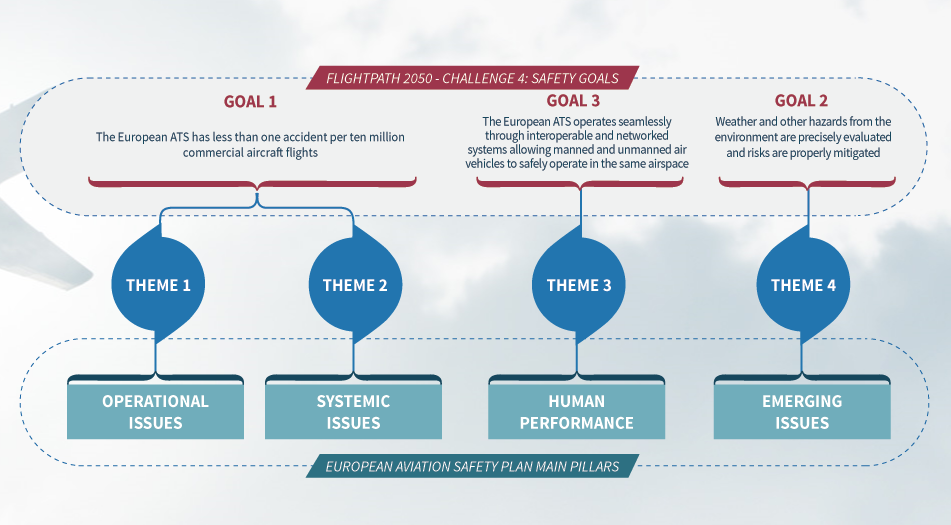 FLIGHTPATH 2050 - CHALLENGE 4: SAFETY GOALS
GOAL 1
The European ATS has less than one accident per ten million
commercial aircraft flights
GOAL 3
The European ATS operates seamlessly
through interoperable and networked
systems allowing manned and unmanned air
vehicles to safely operate in the same airspace
GOAL 2
Weather and other hazards from the
environment are precisely evaluated
and risks are properly mitigated
THEME 1
THEME 2
THEME 3
THEME 4
OPERATIONAL
ISSUES
SYSTEMIC
ISSUES
HUMAN
PERFORMANCE
EMERGING
ISSUES
EUROPEAN AVIATION SAFETY PLAN MAIN PILLARS